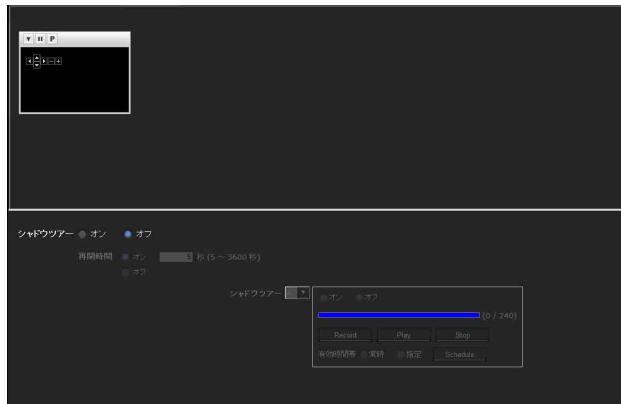 P
シャドウツアー オン オフ
再開時間 オン 5 秒 (5 ～ 3600 秒)
オフ
シャドウツアー A
オン オフ
(0 / 240)
Record Play Stop
有効時間帯 常時 指定 Schedule